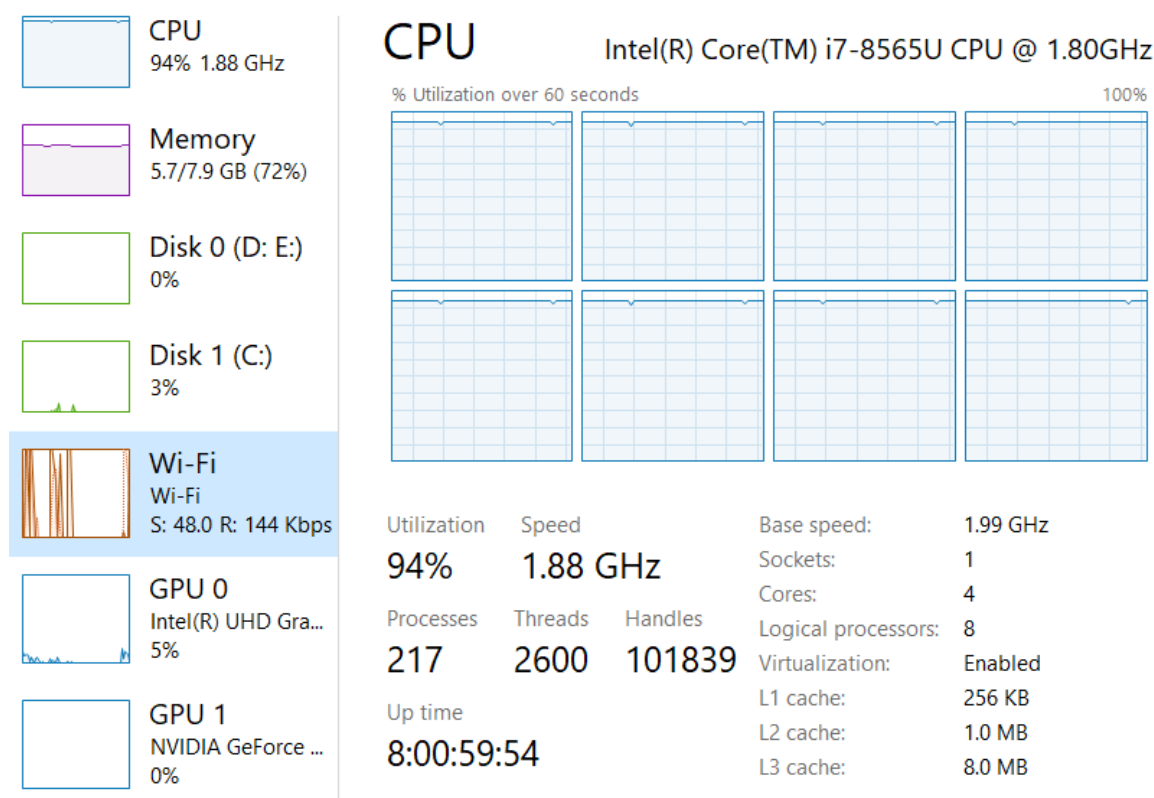 CPU
94% 1.88 GHz
Memory
5.7/7.9 GB (72%)
Disk 0 (D: E:)
0%
Disk 1 (C:)
3%
Wi-Fi
Wi-Fi
S: 48.0 R: 144 Kbps
GPU 0
Intel(R) UHD Gra...
5%
GPU 1
NVIDIA GeForce ...
0%
CPU
Intel(R) Core(TM) i7-8565U CPU @ 1.80GHz
% Utilization over 60 seconds 100%
Utilization Speed
94% 1.88 GHz
Processes Threads Handles
217 2600 101839
Up time
8:00:59:54
Base speed: 1.99 GHz
Sockets: 1
Cores: 4
Logical processors: 8
Virtualization: Enabled
L1 cache: 256 KB
L2 cache: 1.0 MB
L3 cache: 8.0 MB